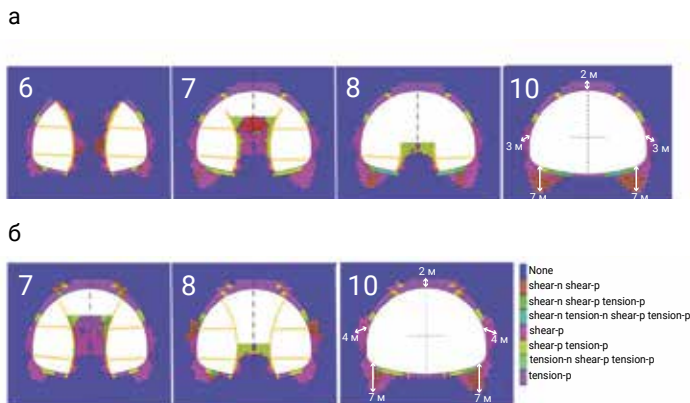 а
6
7
8
10
2 м
3 м
3 м
7 м
7 м
б
7
8
10
2 м
4 м
4 м
7 м
7 м
None
shear-n shear-p
shear-n shear-p tension-p
shear-n tension-n shear-p tension-p
shear-p
shear-p tension-p
tension-n shear-p tension-p
tension-p